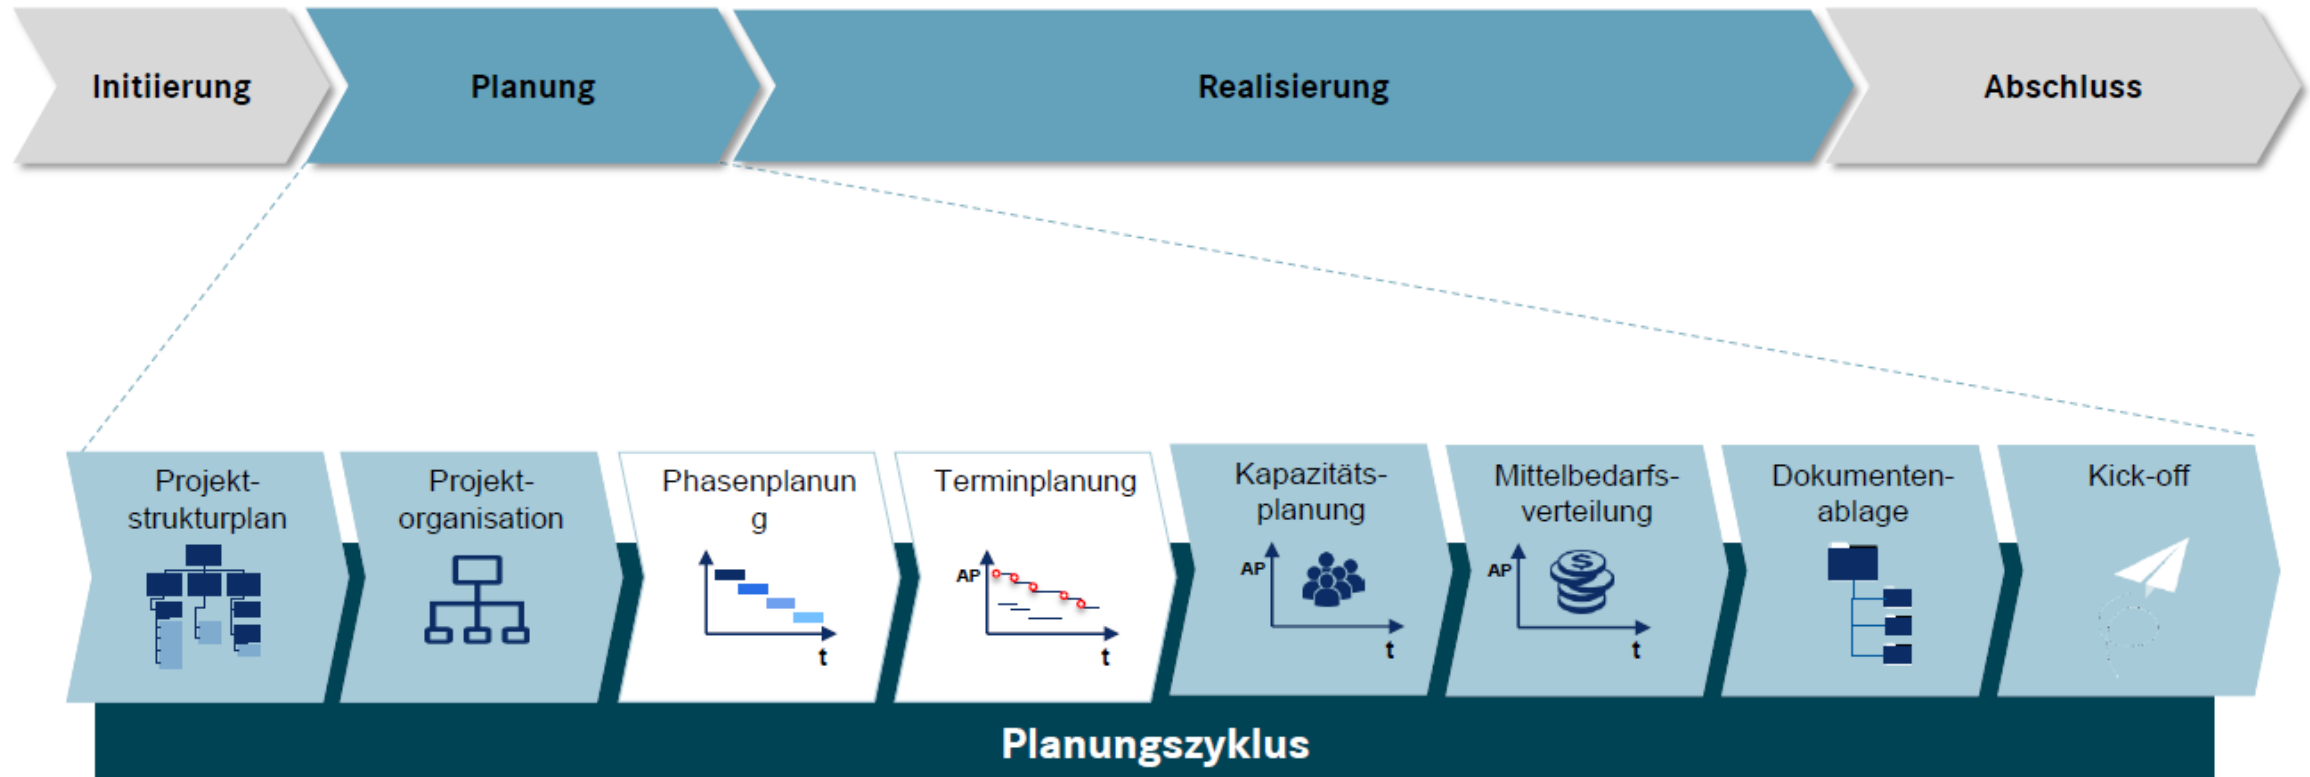 Initiierung
Planung
Realisierung
Abschluss
Projekt-
strukturplan
Projekt-
organisation
Phasenplanun
g
t
Terminplanung
AP
t
Kapazitäts-
planung
AP
t
Mittelbedarfs-
verteilung
AP
$
t
Dokumenten-
ablage
Kick-off
Planungszyklus